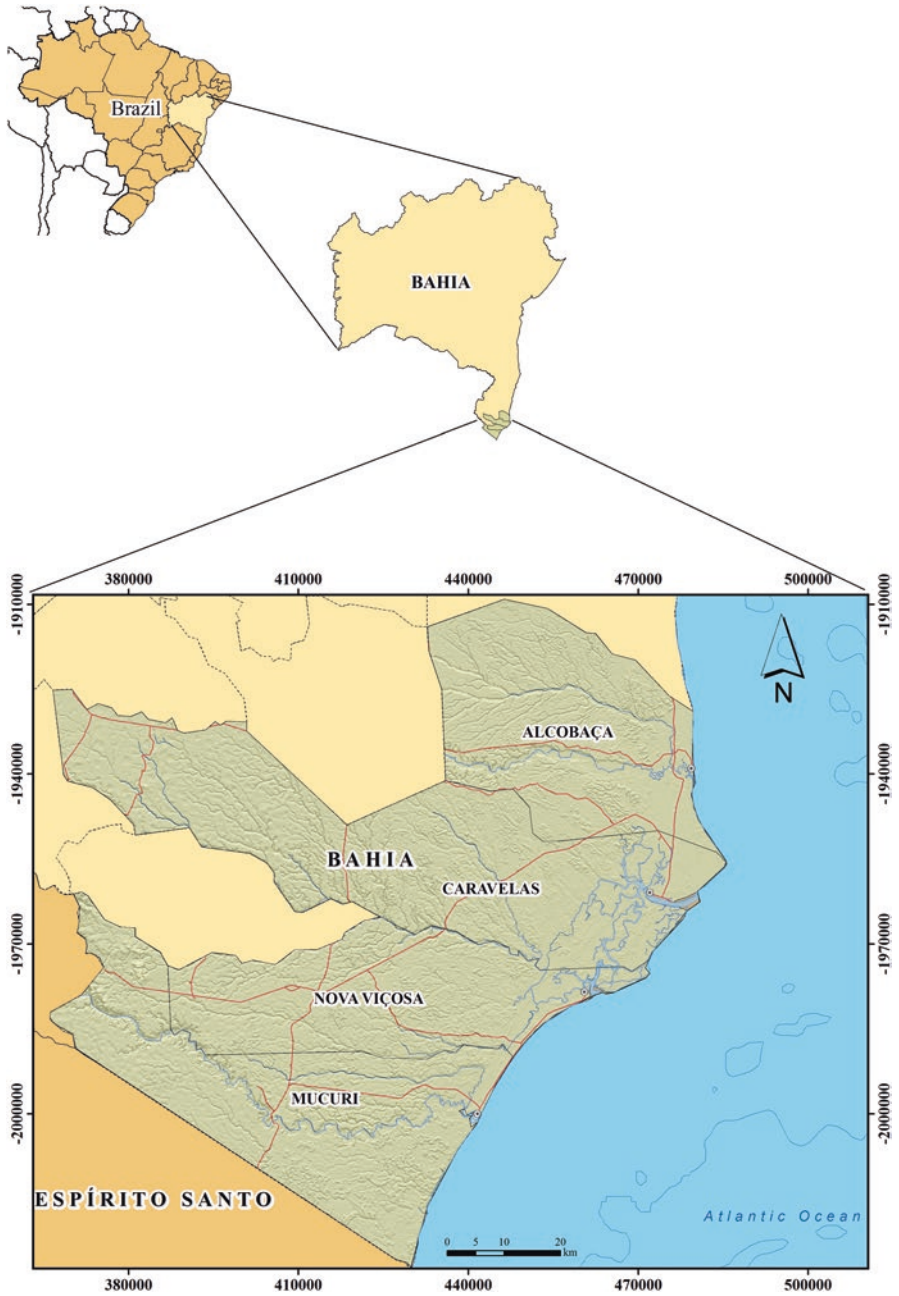 Brazil
BAHIA
380000 410000 440000 470000 500000
-1910000 -1910000
N
ALCOBAÇA
-1940000 -1940000
BAHIA
CARAVELAS
-1970000 -1970000
NOVA VIÇOSA
MUCURI
-2000000 -2000000
ESPÍRITO SANTO
Atlantic Ocean
0 5 10 20
km
380000 410000 440000 470000 500000